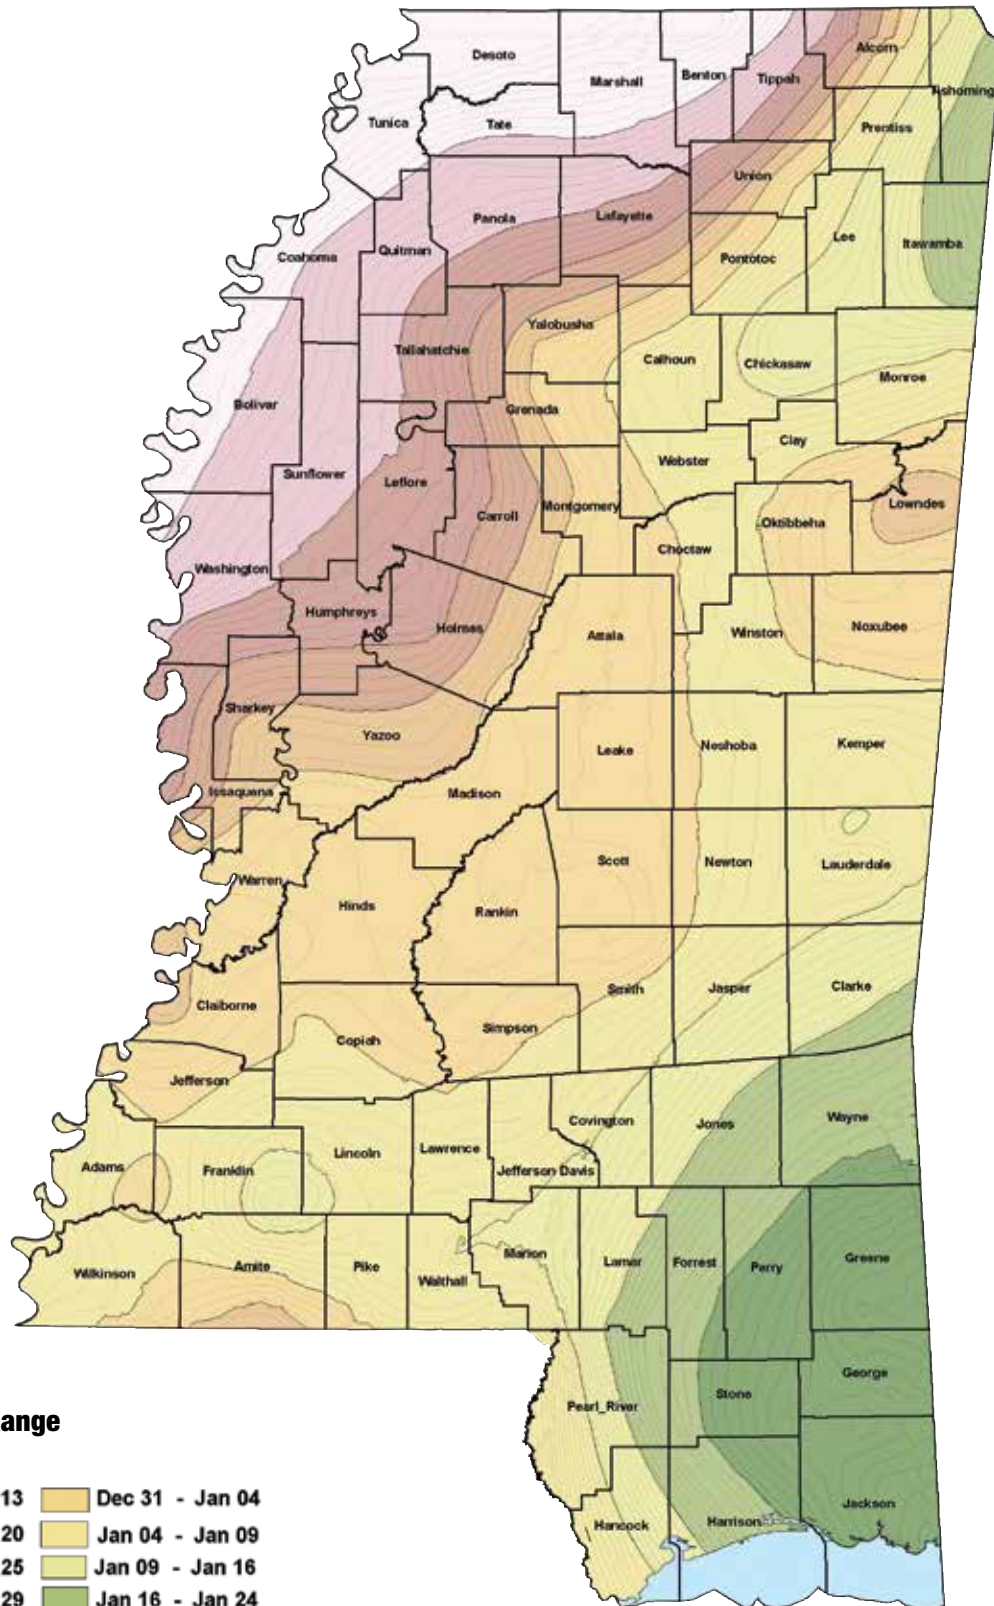 Desoto
Marshall
Benton
Tippah
Alcorn
Tishomingo
Tunica
Tate
Prentiss
Union
Panola
Lafayette
Coahoma
Quitman
Pontotoc
Lee
Itawamba
Yalobusha
Tallahatchie
Calhoun
Chickasaw
Monroe
Bolivar
Grenada
Clay
Sunflower
Leflore
Webster
Carroll
Montgomery
Oktibbeha
Lowndes
Choctaw
Washington
Humphreys
Holmes
Attala
Winston
Noxubee
Sharkey
Yazoo
Leake
Neshoba
Kemper
Issaquena
Madison
Warren
Hinds
Rankin
Scott
Newton
Lauderdale
Claiborne
Copiah
Simpson
Smith
Jasper
Clarke
Jefferson
Covington
Jones
Wayne
Adams
Franklin
Lincoln
Lawrence
Jefferson Davis
Wilkinson
Amite
Pike
Walthall
Marion
Lamar
Forrest
Perry
Greene
Pearl_River
Stone
George
Hancock
Harrison
Jackson
ange
13 Dec 31 - Jan 04
20 Jan 04 - Jan 09
25 Jan 09 - Jan 16
29 Jan 16 - Jan 24